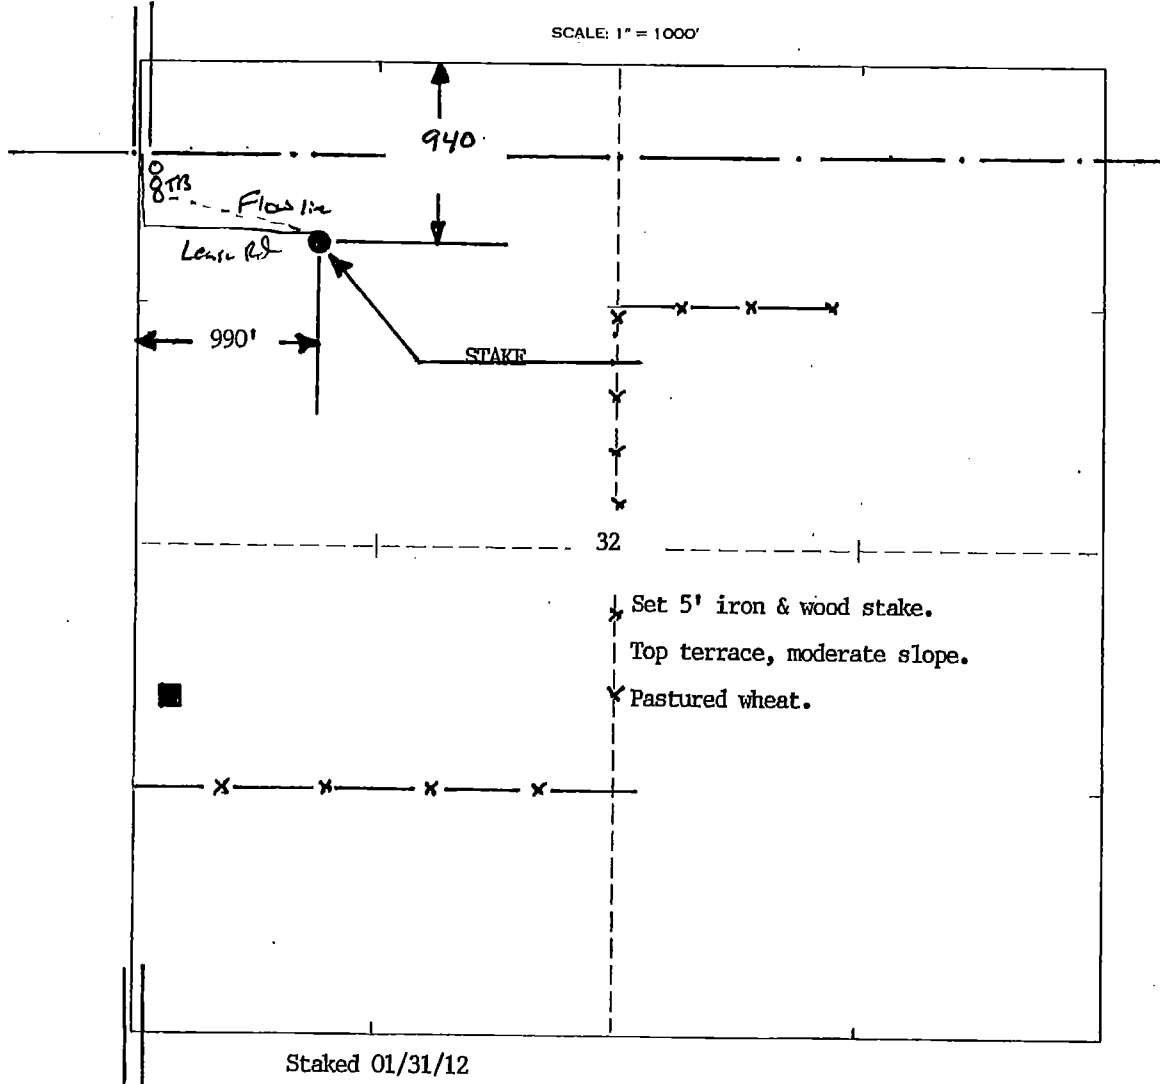 SCALE: 1" = 1000'
940
TB
Flow line
Lease Rd
990'
STAKE
32
Set 5' iron & wood stake.
Top terrace, moderate slope.
Pastured wheat.
Staked 01/31/12